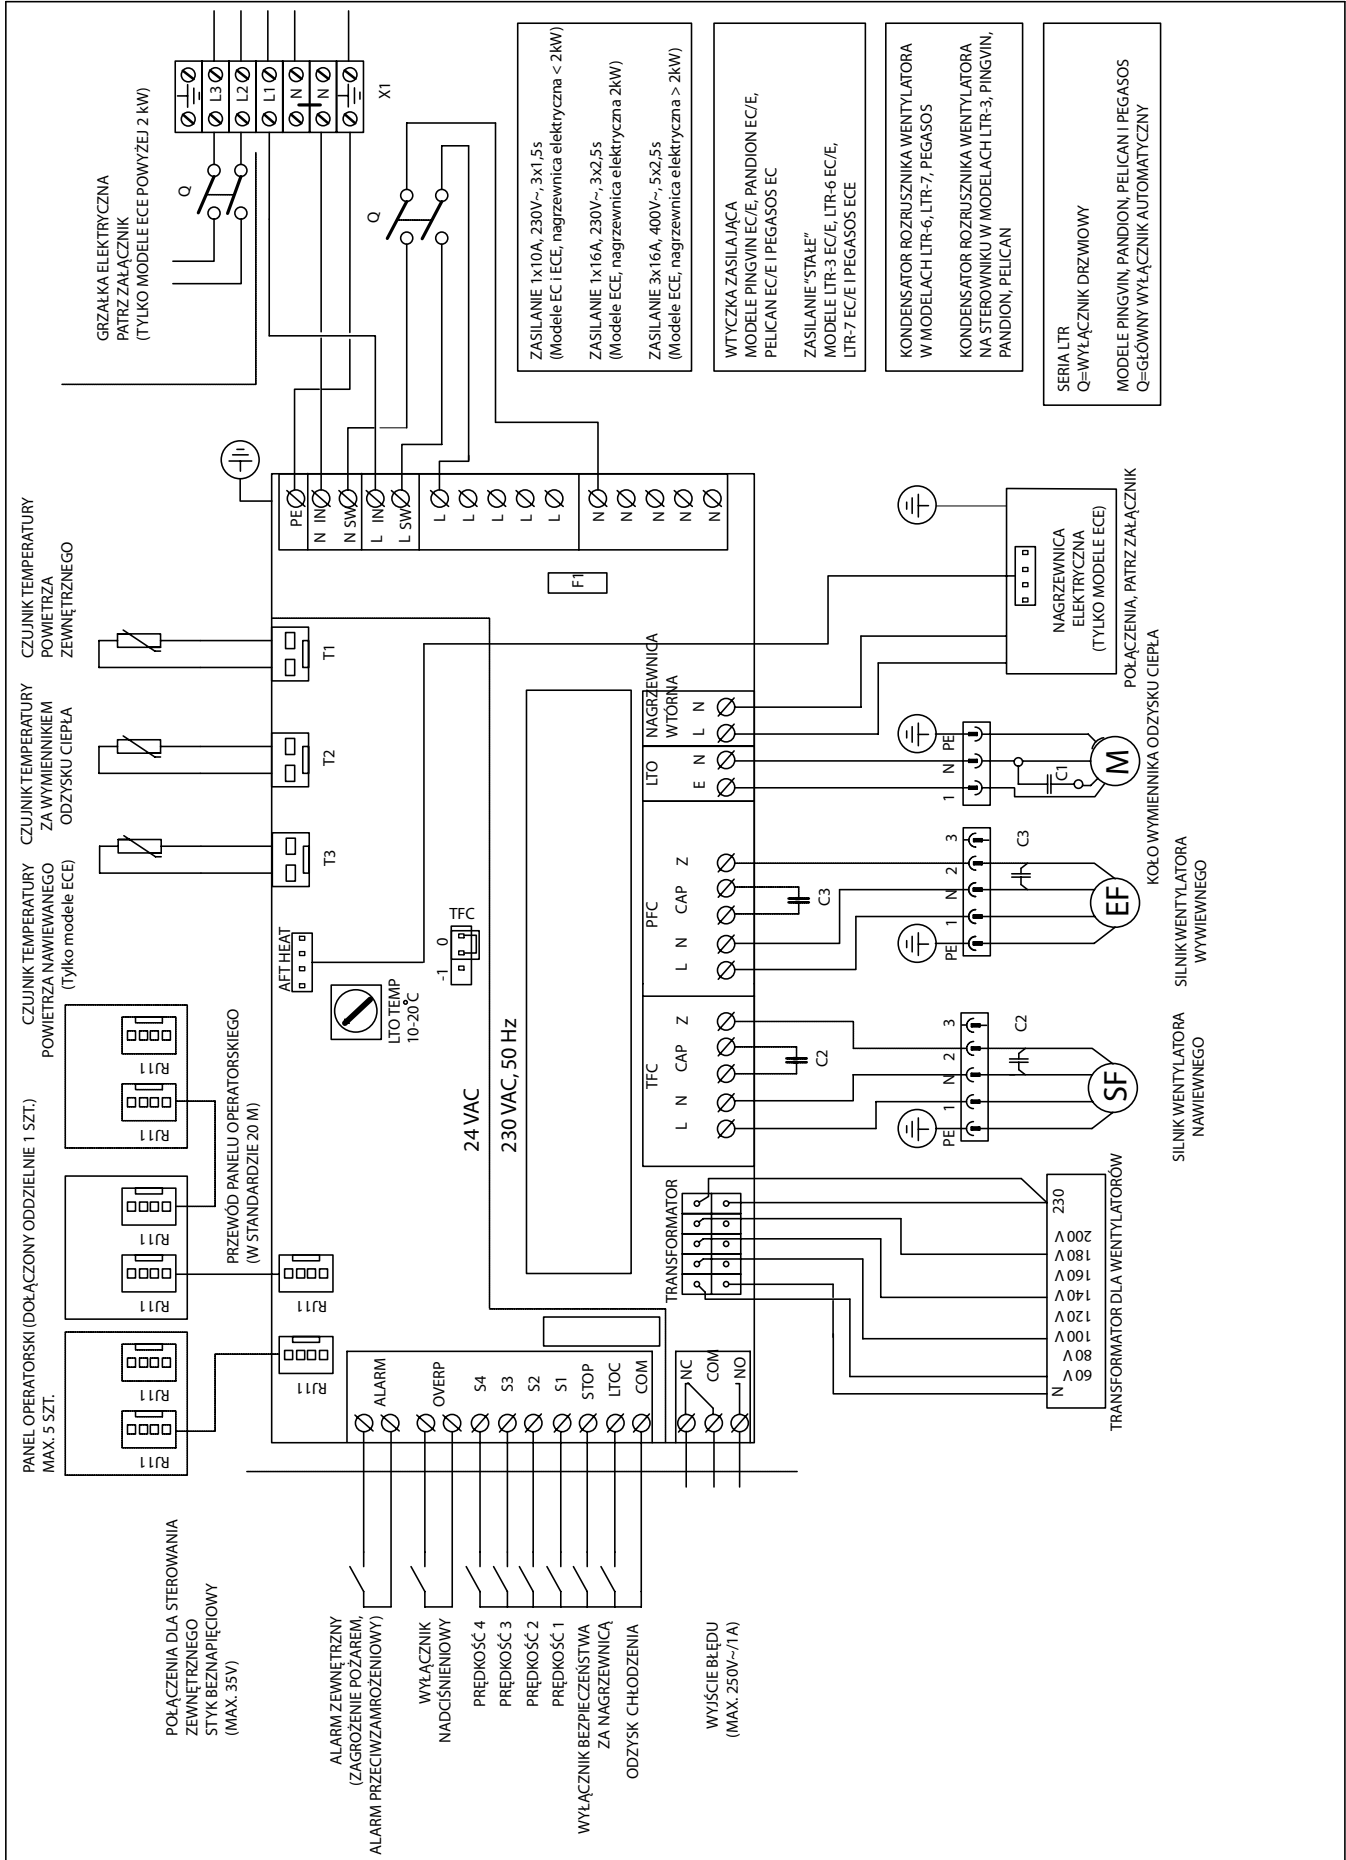 POŁĄCZENIA DLA STEROWANIA
ZEWNĘTRZNEGO
STYK BEZNAPIĘCIOWY
(MAX. 35V)
PANEL OPERATORSKI (DOŁĄCZONY ODDZIELNIE 1 SZT.)
MAX. 5 SZT.
RJ11
RJ11
RJ11
RJ11
RJ11
RJ11
PRZEWÓD PANELU OPERATORSKIEGO
(W STANDARDZIE 20 M)
RJ11
RJ11
CZUJNIK TEMPERATURY
POWIETRZA NAWIEWANEGO
(Tylko modele ECE)
CZUJNIK TEMPERATURY
ZA WYMIENNIKIEM
ODZYSKU CIEPŁA
CZUJNIK TEMPERATURY
POWIETRZA
ZEWNĘTRZNEGO
T3
T2
T1
GRZAŁKA ELEKTRYCZNA
PATRZ ZAŁĄCZNIK
(TYLKO MODELE ECE POWYŻEJ 2 kW)
Q
L3
L2
L1
N
N
X1
Q
ALARM ZEWNĘTRZNY
(ZAGROŻENIE POŻAREM,
ALARM PRZECIWZAMROŻENIOWY)
WYŁĄCZNIK
NADCIŚNIENIOWY
PRĘDKOŚĆ 4
PRĘDKOŚĆ 3
PRĘDKOŚĆ 2
PRĘDKOŚĆ 1
WYŁĄCZNIK BEZPIECZEŃSTWA
ZA NAGRZEWNICĄ
ODZYSK CHŁODZENIA
WYJŚCIE BŁĘDU
(MAX. 250V~/1A)
ALARM
OVERP
S4
S3
S2
S1
STOP
LTOC
COM
NC
COM
NO
AFT HEAT
LTO TEMP
10-20°C
TFC
-1 0
24 VAC
230 VAC, 50 Hz
F1
PE
N IN
N SW
L IN
L SW
L
L
L
L
L
N
N
N
N
N
TRANSFORMATOR
TFC
L N CAP Z
PFC
L N CAP Z
LTO
E N
NAGRZEWNICA
WTÓRNA
L N
C2
C3
N
60 V
80 V
100 V
120 V
140 V
160 V
180 V
200 V
230
TRANSFORMATOR DLA WENTYLATORÓW
PE 1 N 2 3
C2
SF
SILNIK WENTYLATORA
NAWIEWNEGO
PE 1 N 2 3
C3
EF
SILNIK WENTYLATORA
WYWIEWNEGO
1 N PE
C1
M
KOŁO WYMIENNIKA ODZYSKU CIEPŁA
NAGRZEWNICA
ELEKTRYCZNA
(TYLKO MODELE ECE)
POŁĄCZENIA, PATRZ ZAŁĄCZNIK
ZASILANIE 1x10A, 230V~, 3x1,5s
(Modele EC i ECE, nagrzewnica elektryczna < 2kW)
ZASILANIE 1x16A, 230V~, 3x2,5s
(Modele ECE, nagrzewnica elektryczna 2kW)
ZASILANIE 3x16A, 400V~, 5x2,5s
(Modele ECE, nagrzewnica elektryczna > 2kW)
WTYCZKA ZASILAJĄCA
MODELE PINGVIN EC/E, PANDION EC/E,
PELICAN EC/E I PEGASOS EC
ZASILANIE "STAŁE"
MODELE LTR-3 EC/E, LTR-6 EC/E,
LTR-7 EC/E I PEGASOS ECE
KONDENSATOR ROZRUSZNIKA WENTYLATORA
W MODELACH LTR-6, LTR-7, PEGASOS
KONDENSATOR ROZRUSZNIKA WENTYLATORA
NA STEROWNIKU W MODELACH LTR-3, PINGVIN,
PANDION, PELICAN
SERIA LTR
Q=WYŁĄCZNIK DRZWIOWY
MODELE PINGVIN, PANDION, PELICAN I PEGASOS
Q=GŁÓWNY WYŁĄCZNIK AUTOMATYCZNY